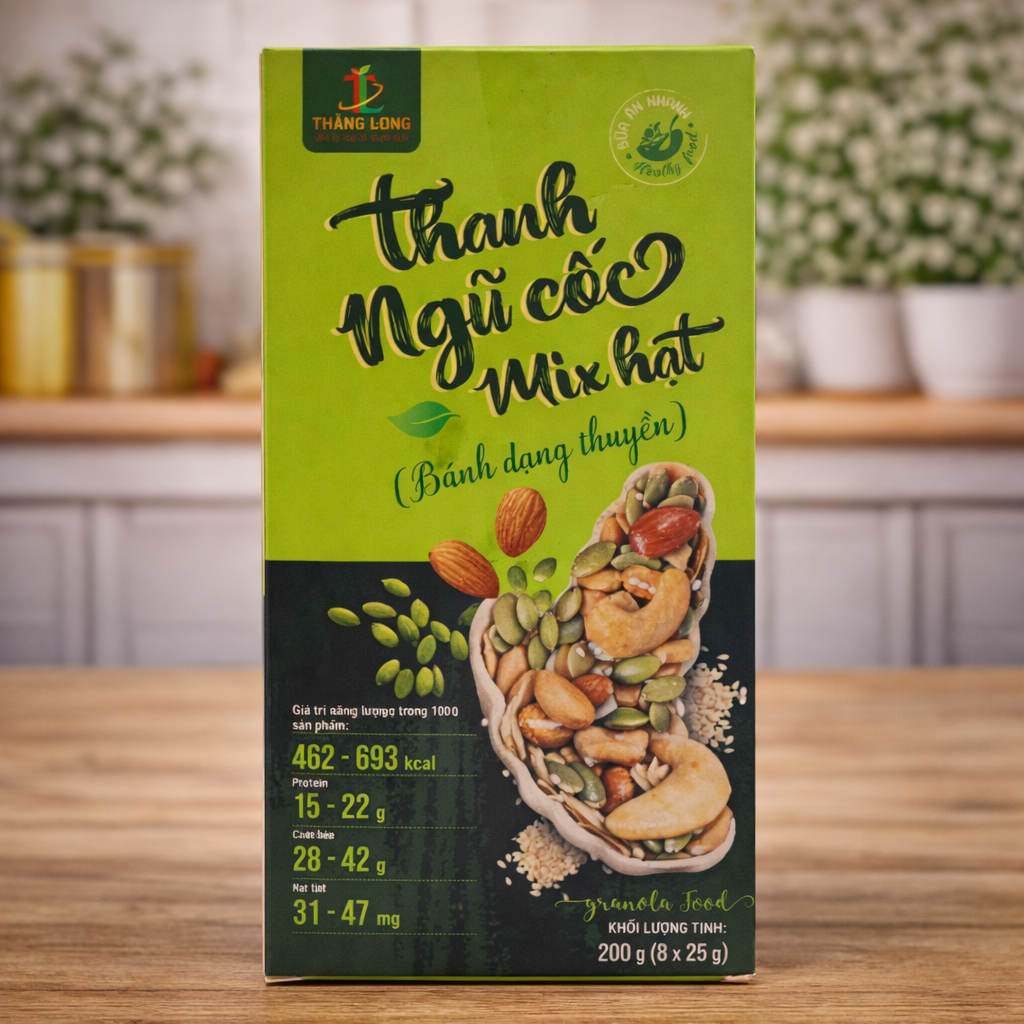 THĂNG LONG
BỮA ĂN NHANH
Healthy food
Thanh
Ngũ cốc
Mix hạt
(Bánh dạng thuyền)
Giá trị năng lượng trong 100G
sản phẩm:
462 - 693 kcal
Protein
15 - 22 g
28 - 42 g
31 - 47 mg
granola Food
KHỐI LƯỢNG TỊNH:
200 g (8 x 25 g)